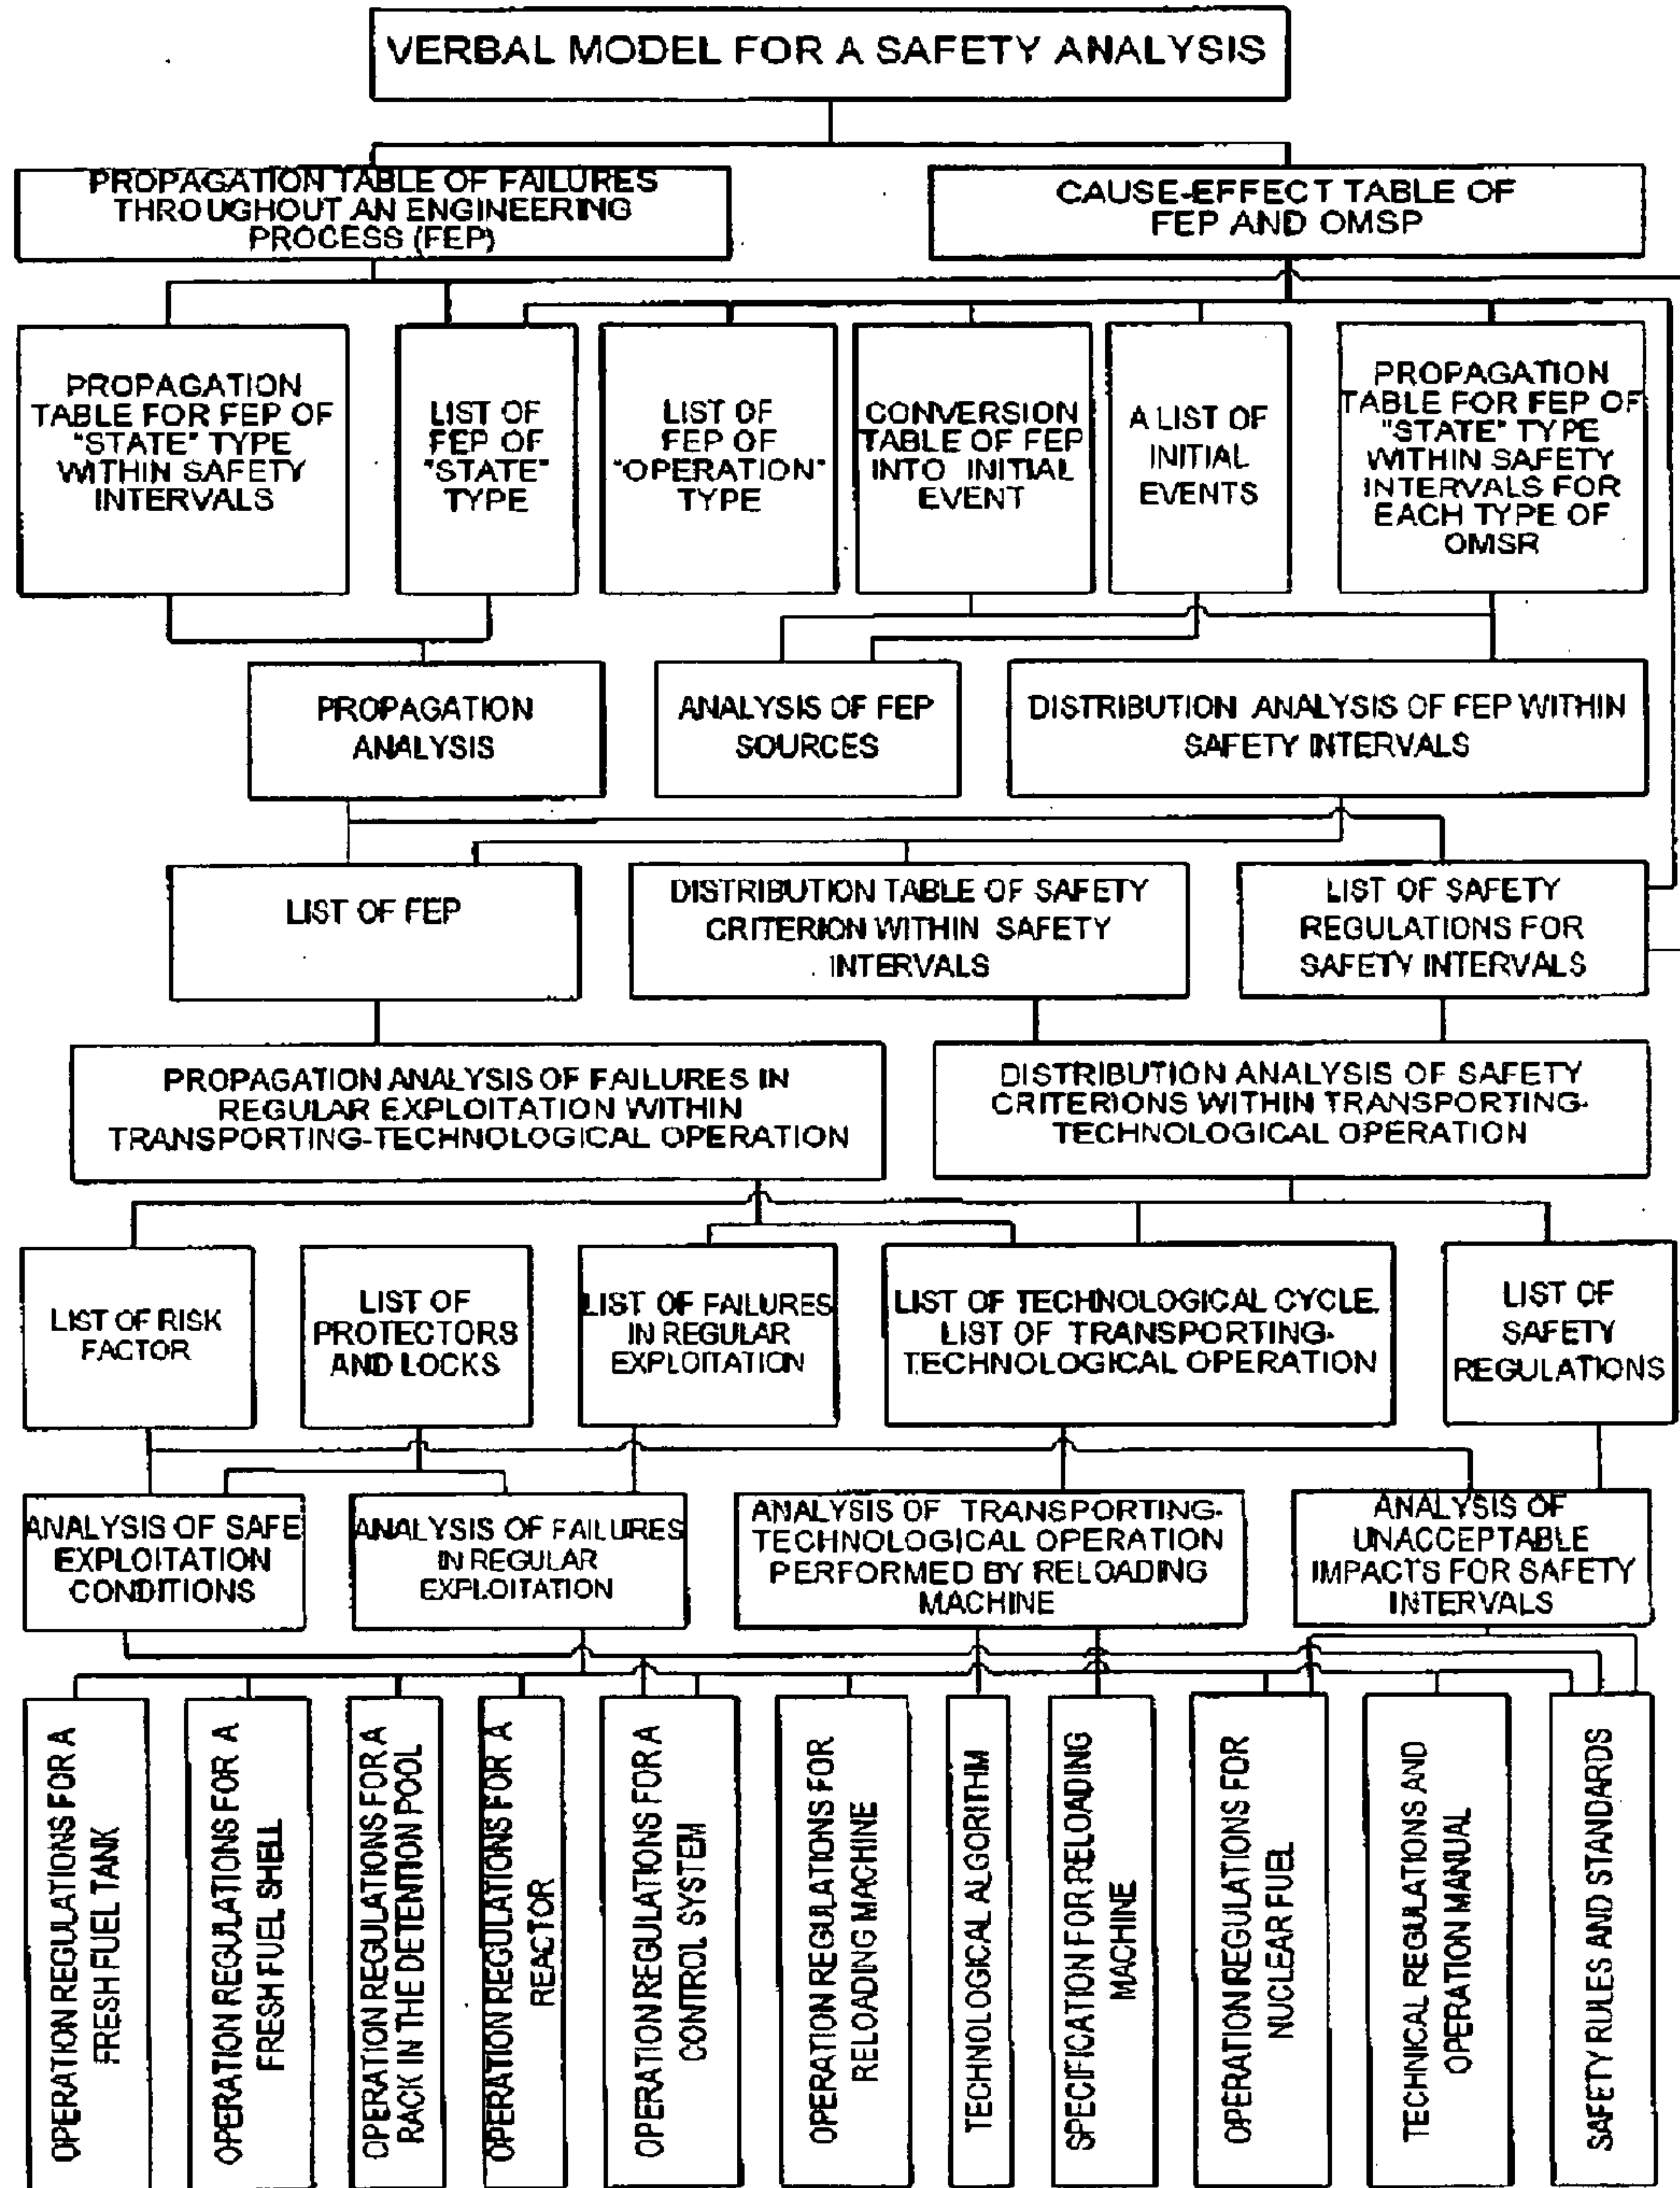 VERBAL MODEL FOR A SAFETY ANALYSIS
PROPAGATION TABLE OF FAILURES
THROUGHOUT AN ENGINEERING
PROCESS (FEP)
CAUSE-EFFECT TABLE OF
FEP AND OMSP
PROPAGATION
TABLE FOR FEP OF
"STATE" TYPE
WITHIN SAFETY
INTERVALS
LIST OF
FEP OF
"STATE"
TYPE
LIST OF
FEP OF
"OPERATION"
TYPE
CONVERSION
TABLE OF FEP
INTO INITIAL
EVENT
A LIST OF
INITIAL
EVENTS
PROPAGATION
TABLE FOR FEP OF
"STATE" TYPE
WITHIN SAFETY
INTERVALS FOR
EACH TYPE OF
OMSR
PROPAGATION
ANALYSIS
ANALYSIS OF FEP
SOURCES
DISTRIBUTION ANALYSIS OF FEP WITHIN
SAFETY INTERVALS
LIST OF FEP
DISTRIBUTION TABLE OF SAFETY
CRITERION WITHIN SAFETY
INTERVALS
LIST OF SAFETY
REGULATIONS FOR
SAFETY INTERVALS
PROPAGATION ANALYSIS OF FAILURES IN
REGULAR EXPLOITATION WITHIN
TRANSPORTING-TECHNOLOGICAL OPERATION
DISTRIBUTION ANALYSIS OF SAFETY
CRITERIONS WITHIN TRANSPORTING-
TECHNOLOGICAL OPERATION
LIST OF RISK
FACTOR
LIST OF
PROTECTORS
AND LOCKS
LIST OF FAILURES
IN REGULAR
EXPLOITATION
LIST OF TECHNOLOGICAL CYCLE.
LIST OF TRANSPORTING-
TECHNOLOGICAL OPERATION
LIST OF
SAFETY
REGULATIONS
ANALYSIS OF SAFE
EXPLOITATION
CONDITIONS
ANALYSIS OF FAILURES
IN REGULAR
EXPLOITATION
ANALYSIS OF TRANSPORTING-
TECHNOLOGICAL OPERATION
PERFORMED BY RELOADING
MACHINE
ANALYSIS OF
UNACCEPTABLE
IMPACTS FOR SAFETY
INTERVALS
OPERATION REGULATIONS FOR A
FRESH FUEL TANK
OPERATION REGULATIONS FOR A
FRESH FUEL SHELL
OPERATION REGULATIONS FOR A
RACK IN THE DETENTION POOL
OPERATION REGULATIONS FOR A
REACTOR
OPERATION REGULATIONS FOR A
CONTROL SYSTEM
OPERATION REGULATIONS FOR
RELOADING MACHINE
TECHNOLOGICAL ALGORITHM
SPECIFICATION FOR RELOADING
MACHINE
OPERATION REGULATIONS FOR
NUCLEAR FUEL
TECHNICAL REGULATIONS AND
OPERATION MANUAL
SAFETY RULES AND STANDARDS